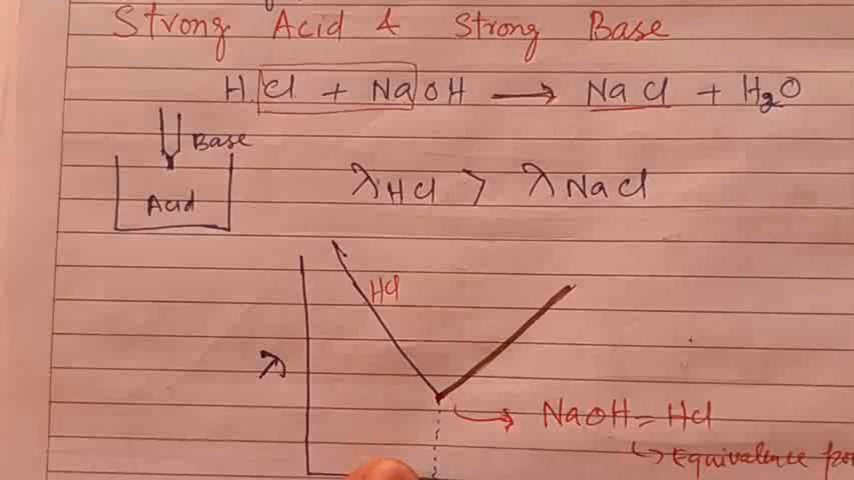 Strong Acid & Strong Base
HCl + NaOH → NaCl + H₂O
Base
Acid
λHCl > λNaCl
HCl
λ
NaOH = HCl
Equivalence